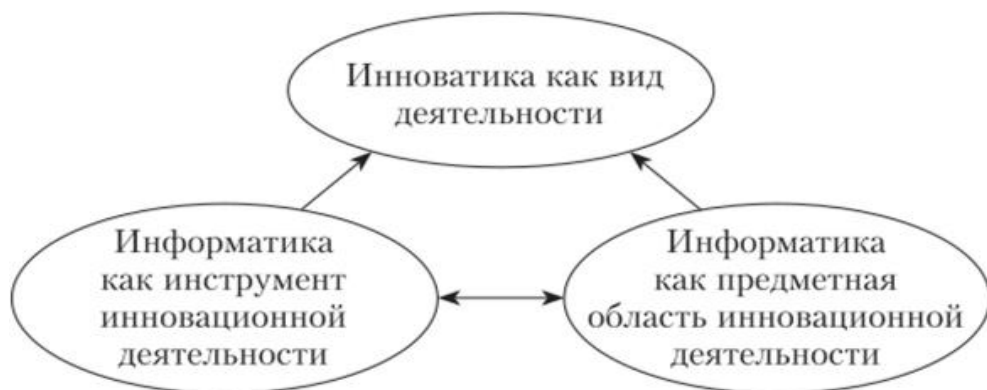 Инноватика как вид
деятельности
Информатика
как инструмент
инновационной
деятельности
Информатика
как предметная
область инновационной
деятельности